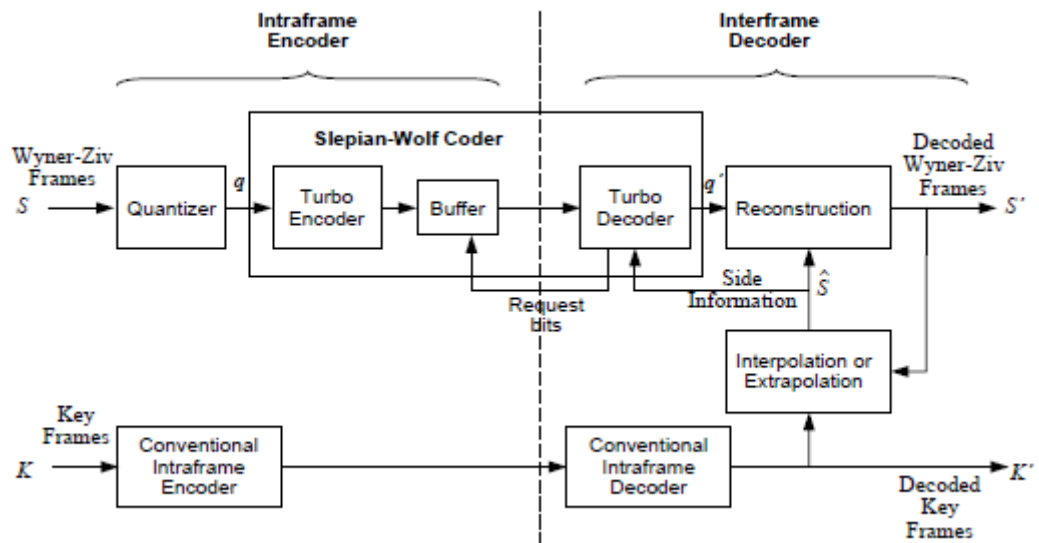 Intraframe
Encoder
Interframe
Decoder
Slepian-Wolf Coder
Wyner-Ziv
Frames
S
Quantizer
q
Turbo
Encoder
Buffer
Turbo
Decoder
q′
Reconstruction
Decoded
Wyner-Ziv
Frames
S′
Request
bits
Side
Information
Ŝ
Interpolation or
Extrapolation
Key
Frames
K
Conventional
Intraframe
Encoder
Conventional
Intraframe
Decoder
K′
Decoded
Key
Frames